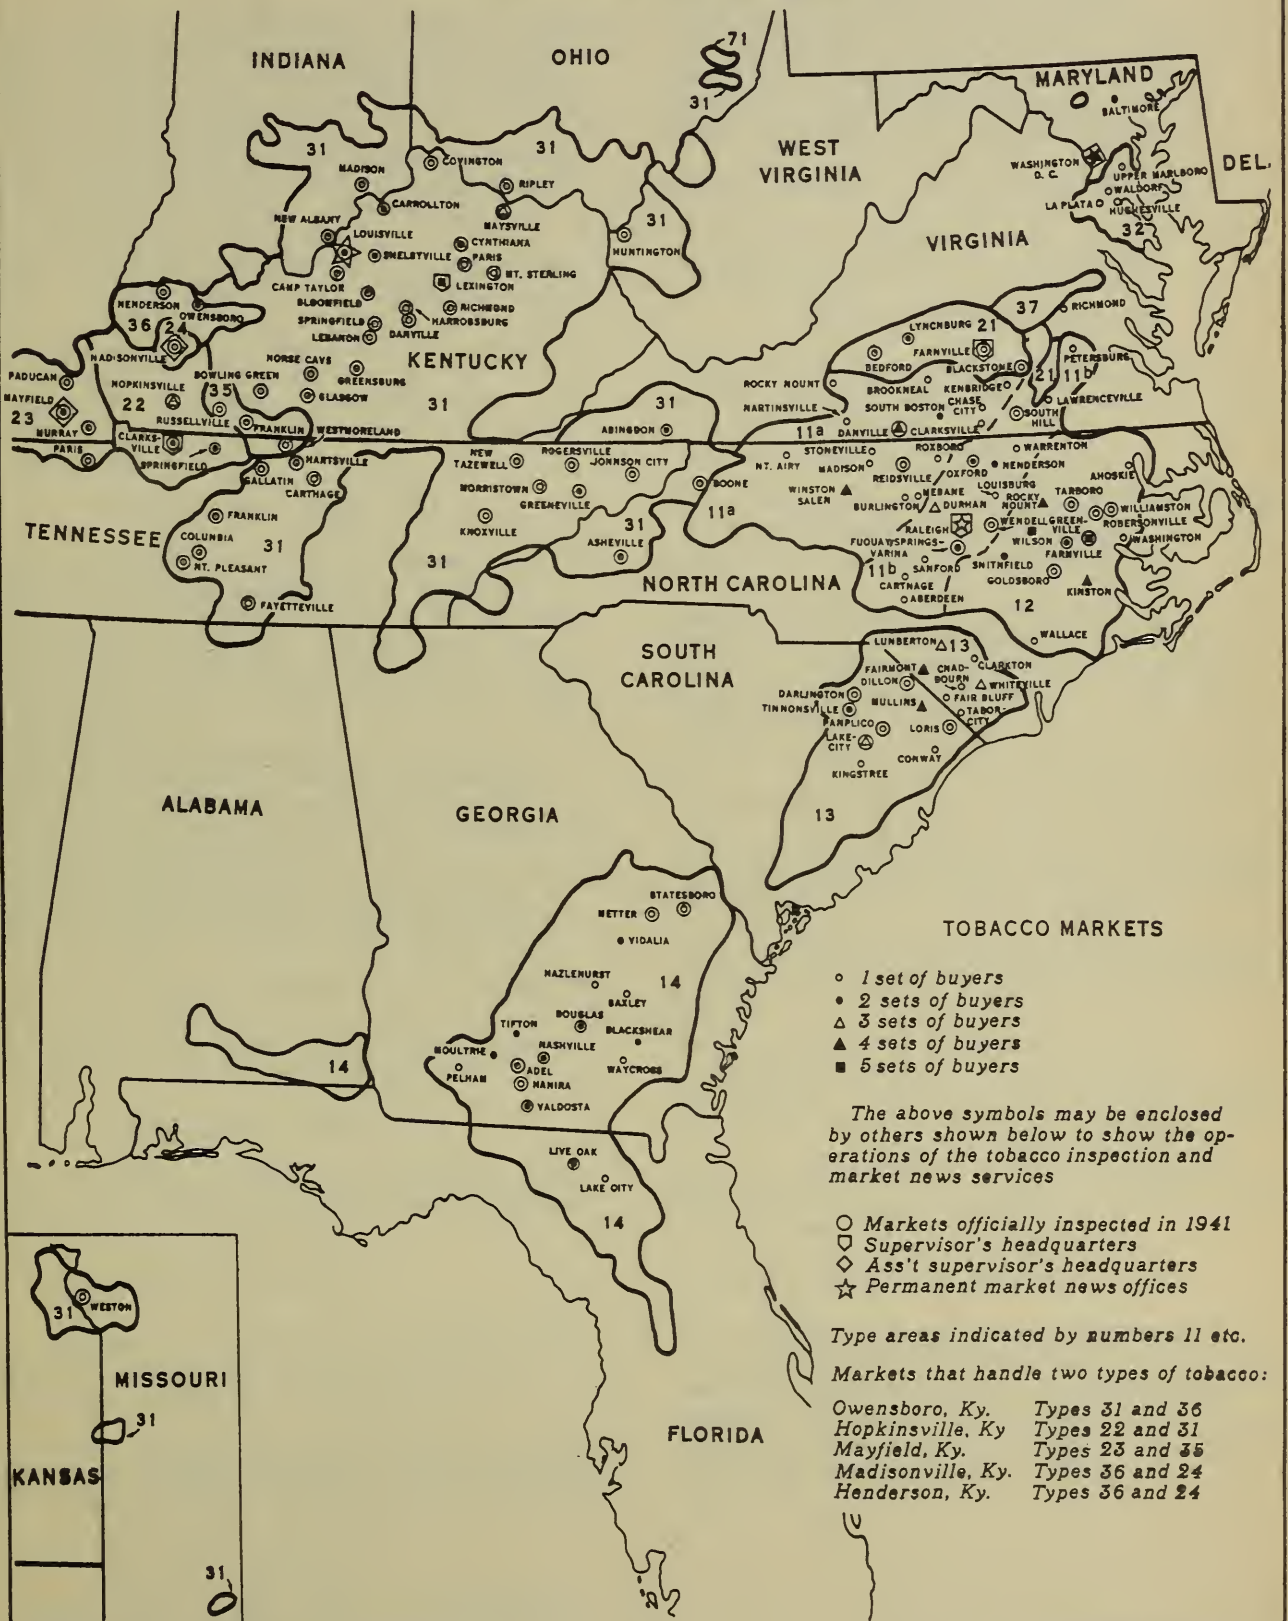 INDIANA
OHIO
71
31
MARYLAND
BALTIMORE
WEST
VIRGINIA
WASHINGTON
D. C.
DEL.
UPPER MARLBORO
WALDORF
LA PLATA
HUGHESVILLE
32
31
31
MADISON
COVINGTON
RIPLEY
CARROLLTON
MAYSVILLE
NEW ALBANY
LOUISVILLE
CYNTHIANA
SHELBYVILLE
PARIS
MT. STERLING
CAMP TAYLOR
LEXINGTON
BLOOMFIELD
RICHMOND
SPRINGFIELD
HARRODSBURG
LEBANON
DANVILLE
31
HUNTINGTON
VIRGINIA
HENDERSON
OWENSBORO
36
24
MADISONVILLE
HORSE CAVE
KENTUCKY
PADUCAH
HOPKINSVILLE
BOWLING GREEN
GREENSBURG
MAYFIELD
22
35
GLASGOW
31
23
RUSSELLVILLE
MURRAY
FRANKLIN
WESTMORELAND
CLARKS-
VILLE
PARIS
SPRINGFIELD
HARTSVILLE
GALLATIN
CARTHAGE
37
RICHMOND
LYNCHBURG
21
FARMVILLE
BEDFORD
BLACKSTONE
PETERSBURG
21
11b
ROCKY MOUNT
BROOKNEAL
KENBRIDGE
MARTINSVILLE
SOUTH BOSTON
CHASE
CITY
LAWRENCEVILLE
SOUTH
HILL
31
ABINGDON
11a
DANVILLE
CLARKSVILLE
NEW
TAZEWELL
ROGERSVILLE
JOHNSON CITY
MORRISTOWN
GREENEVILLE
KNOXVILLE
BOONE
STONEVILLE
ROXBORO
WARRENTON
MT. AIRY
MADISON
OXFORD
HENDERSON
AHOSKIE
REIDSVILLE
LOUISBURG
WINSTON
SALEM
MEBANE
ROCKY
MOUNT
TARBORO
BURLINGTON
DURHAM
WILLIAMSTON
11a
RALEIGH
WENDELL
GREEN-
VILLE
ROBERSONVILLE
FUQUAY SPRINGS-
VARINA
WILSON
WASHINGTON
FARMVILLE
SANFORD
SMITHFIELD
11b
GOLDSBORO
CARTHAGE
KINSTON
ABERDEEN
12
WALLACE
TENNESSEE
FRANKLIN
COLUMBIA
31
MT. PLEASANT
FAYETTEVILLE
31
31
ASHEVILLE
NORTH CAROLINA
SOUTH
CAROLINA
LUMBERTON
13
CLARKTON
FAIRMONT
CHAD-
BOURN
DILLON
WHITEVILLE
DARLINGTON
FAIR BLUFF
TIMMONSVILLE
MULLINS
TABOR-
CITY
PAMPLICO
LAKE-
CITY
LORIS
CONWAY
KINGSTREE
13
ALABAMA
GEORGIA
STATESBORO
METTER
VIDALIA
HAZLEHURST
14
BAXLEY
DOUGLAS
TIFTON
BLACKSHEAR
MOULTRIE
NASHVILLE
ADEL
WAYCROSS
PELHAM
HAHIRA
VALDOSTA
14
LIVE OAK
LAKE CITY
14
FLORIDA
31
WESTON
MISSOURI
31
KANSAS
31
TOBACCO MARKETS
1 set of buyers
2 sets of buyers
3 sets of buyers
4 sets of buyers
5 sets of buyers
The above symbols may be enclosed
by others shown below to show the op-
erations of the tobacco inspection and
market news services
Markets officially inspected in 1941
Supervisor's headquarters
Ass't supervisor's headquarters
Permanent market news offices
Type areas indicated by numbers 11 etc.
Markets that handle two types of tobacco:
Owensboro, Ky. Types 31 and 36
Hopkinsville, Ky Types 22 and 31
Mayfield, Ky. Types 23 and 35
Madisonville, Ky. Types 36 and 24
Henderson, Ky. Types 36 and 24